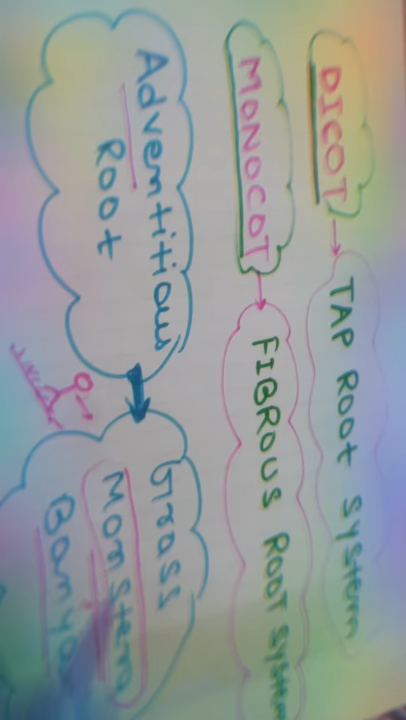 DICOT → TAP ROOT SYSTEM
MONOCOT → FIBROUS ROOT SYSTEM
Adventitious
Root
Grass
Monstera